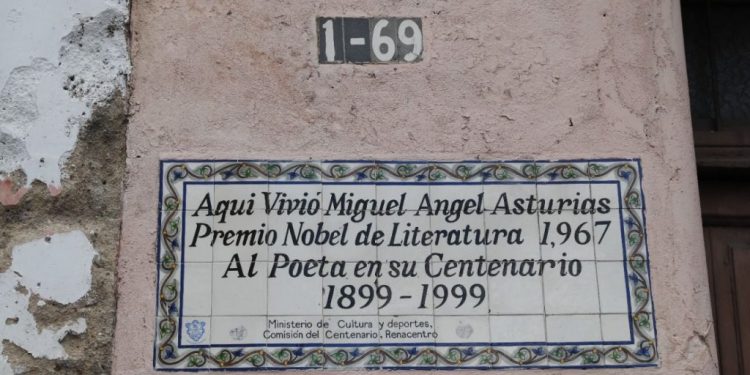 1-69
Aqui Vivió Miguel Angel Asturias
Premio Nobel de Literatura 1,967
Al Poeta en su Centenario
1899-1999
Ministerio de Cultura y deportes,
Comisión del Centenario, Renacentro